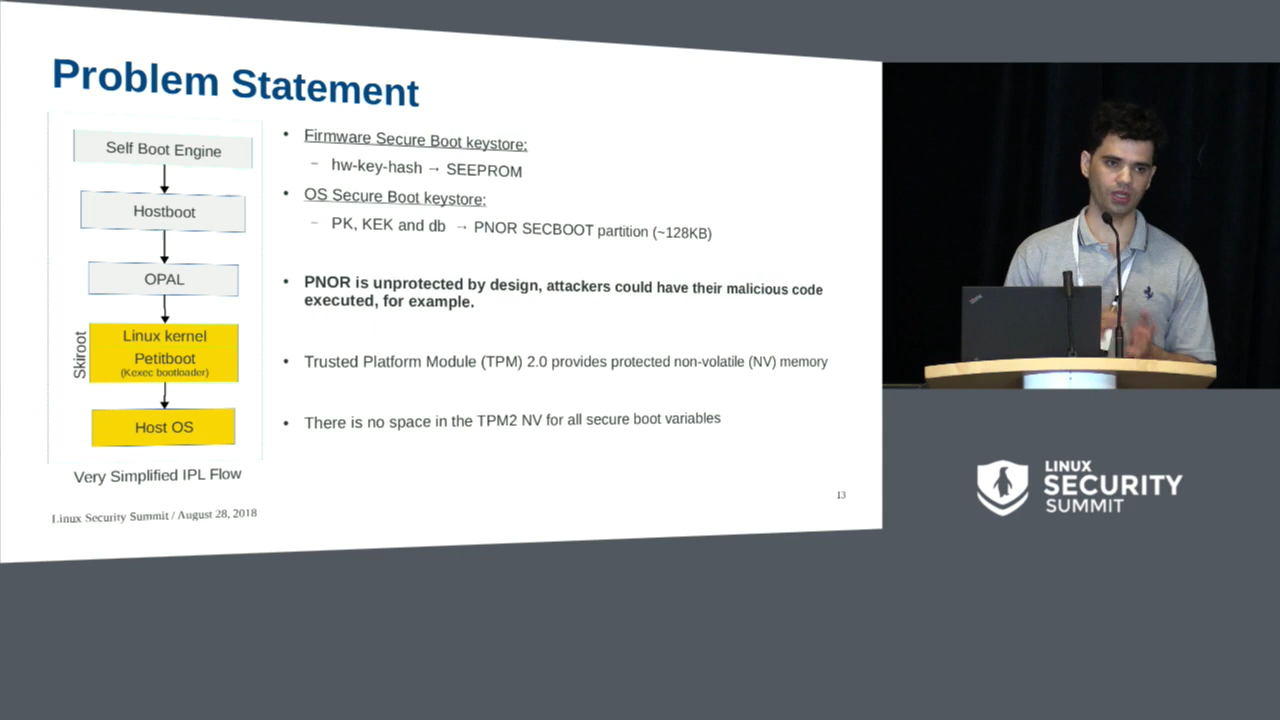 Problem Statement
Self Boot Engine
Hostboot
OPAL
Skiroot
Linux kernel
Petitboot
(Kexec bootloader)
Host OS
Very Simplified IPL Flow
• Firmware Secure Boot keystore:
– hw-key-hash → SEEPROM
• OS Secure Boot keystore:
– PK, KEK and db → PNOR SECBOOT partition (~128KB)
• PNOR is unprotected by design, attackers could have their malicious code
executed, for example.
• Trusted Platform Module (TPM) 2.0 provides protected non-volatile (NV) memory
• There is no space in the TPM2 NV for all secure boot variables
13
Linux Security Summit / August 28, 2018
LINUX
SECURITY
SUMMIT